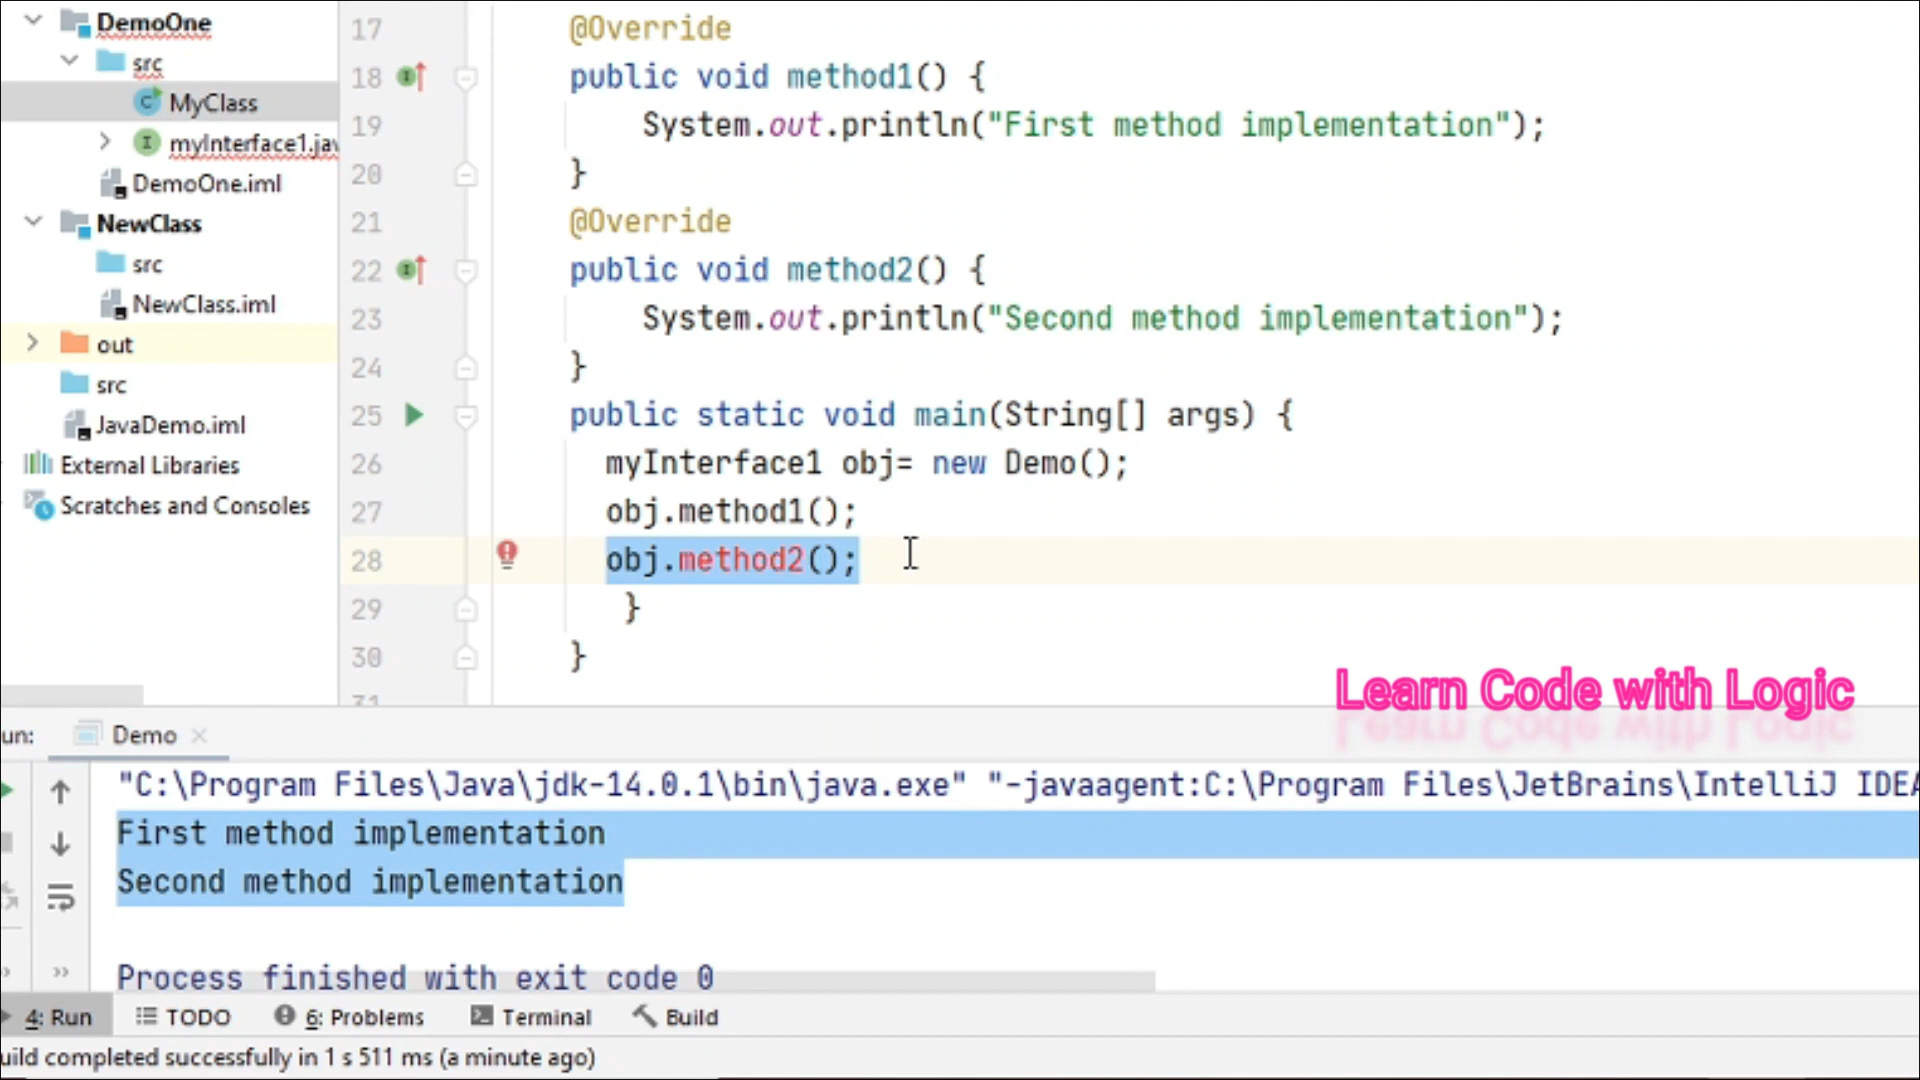 DemoOne
src
MyClass
myInterface1.jav
DemoOne.iml
NewClass
src
NewClass.iml
out
src
JavaDemo.iml
External Libraries
Scratches and Consoles
17 @Override
18 public void method1() {
19 System.out.println("First method implementation");
20 }
21 @Override
22 public void method2() {
23 System.out.println("Second method implementation");
24 }
25 public static void main(String[] args) {
26 myInterface1 obj= new Demo();
27 obj.method1();
28 obj.method2();
29 }
30 }
31
Learn Code with Logic
un: Demo
"C:\Program Files\Java\jdk-14.0.1\bin\java.exe" "-javaagent:C:\Program Files\JetBrains\IntelliJ IDEA
First method implementation
Second method implementation
Process finished with exit code 0
4: Run TODO 6: Problems Terminal Build
uild completed successfully in 1 s 511 ms (a minute ago)